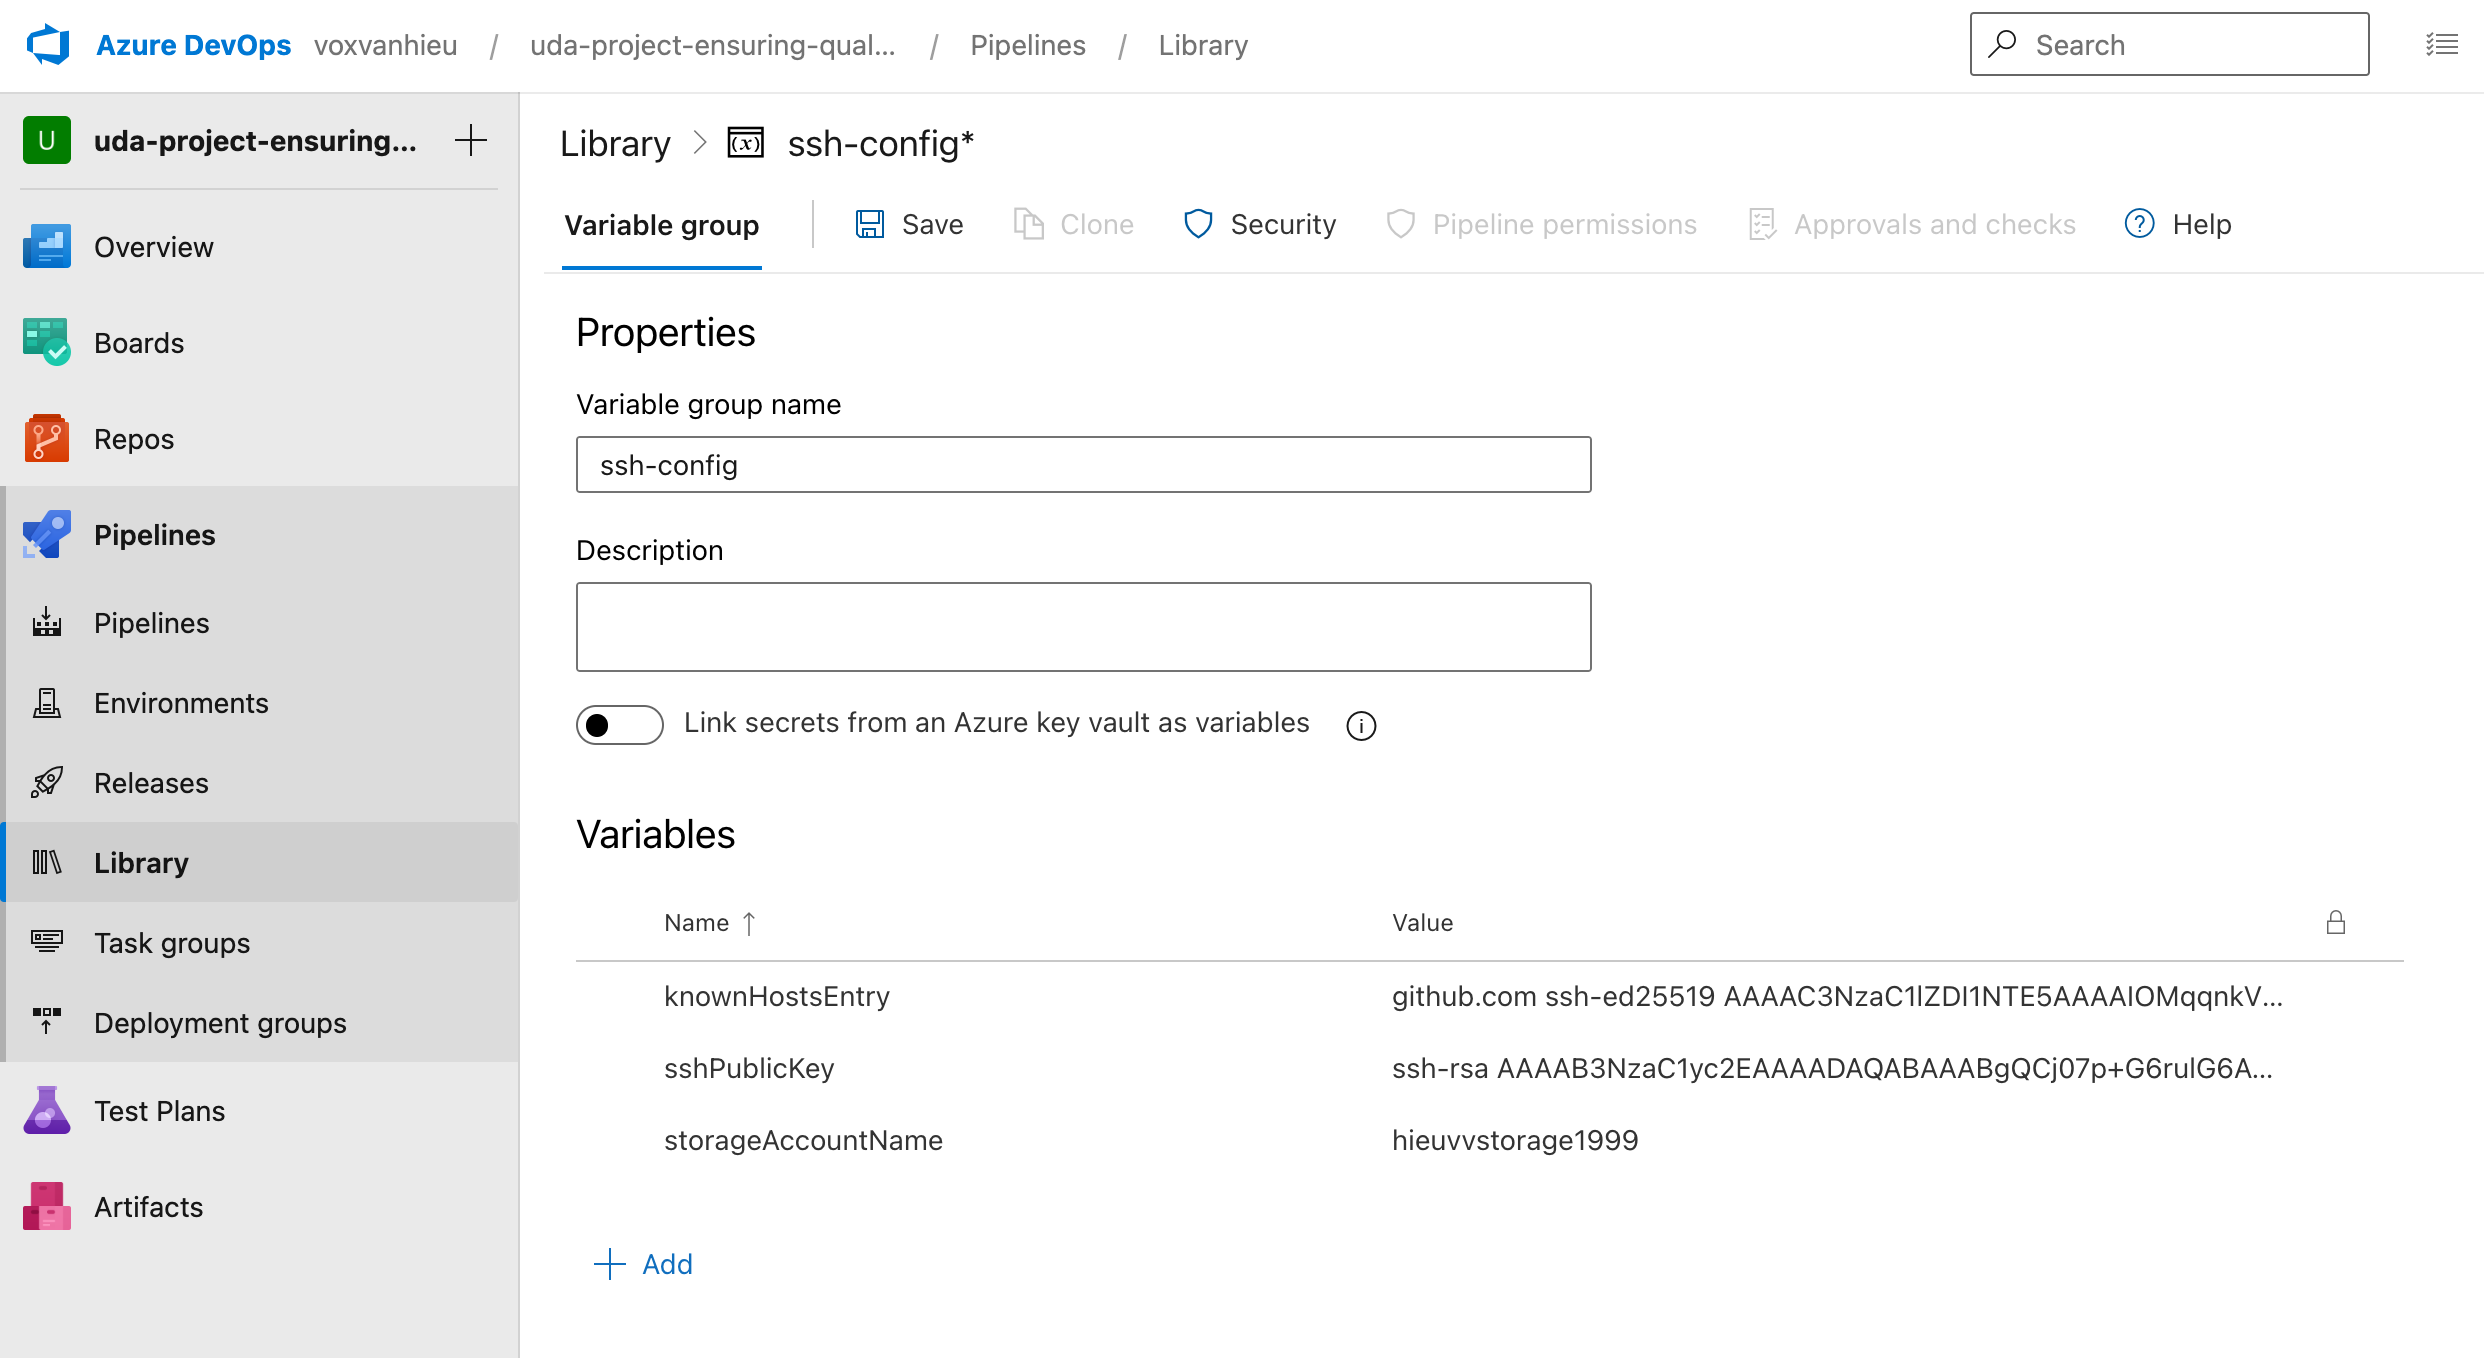 Azure DevOps voxvanhieu / uda-project-ensuring-qual... / Pipelines / Library
Search
U uda-project-ensuring...
Overview
Boards
Repos
Pipelines
Pipelines
Environments
Releases
Library
Task groups
Deployment groups
Test Plans
Artifacts
Library > (x) ssh-config*
Variable group Save Clone Security Pipeline permissions Approvals and checks ? Help
Properties
Variable group name
ssh-config
Description
Link secrets from an Azure key vault as variables i
Variables
Name ↑ Value
knownHostsEntry github.com ssh-ed25519 AAAAC3NzaC1lZDI1NTE5AAAAIOMqqnkV...
sshPublicKey ssh-rsa AAAAB3NzaC1yc2EAAAADAQABAAABgQCj07p+G6rulG6A...
storageAccountName hieuvvstorage1999
+ Add